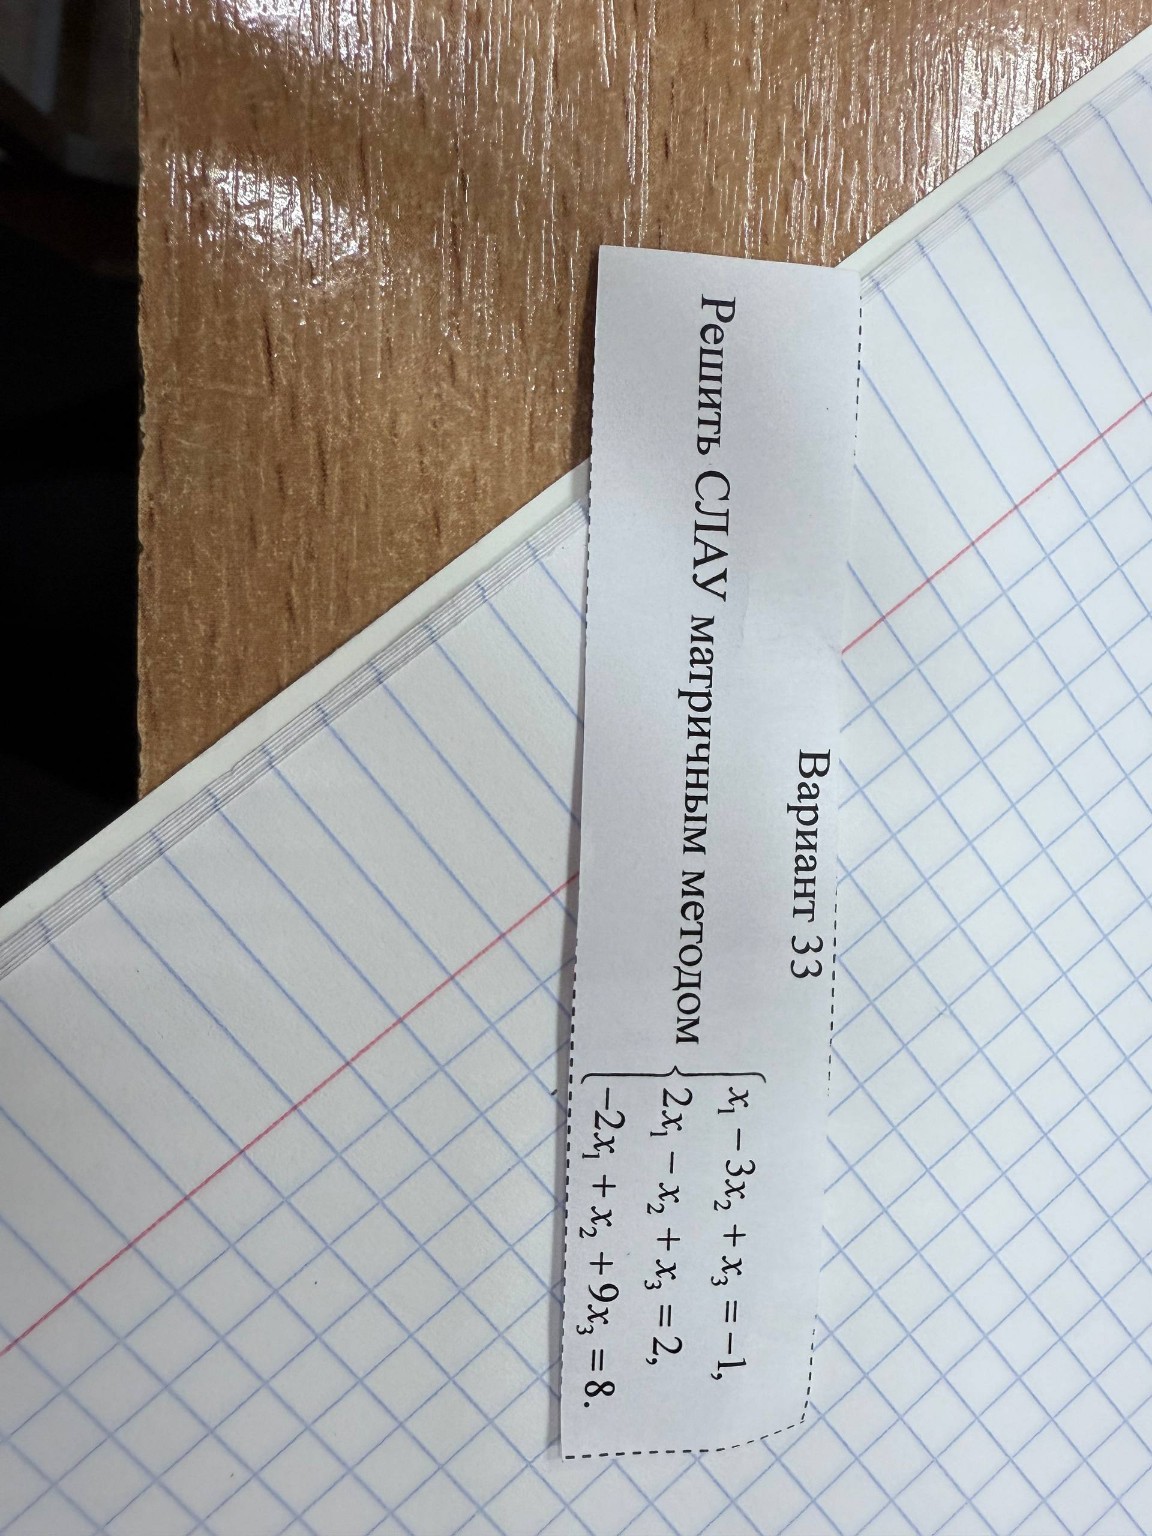 Вариант 33
x₁ − 3x₂ + x₃ = −1,
Решить СЛАУ матричным методом { 2x₁ − x₂ + x₃ = 2,
−2x₁ + x₂ + 9x₃ = 8.